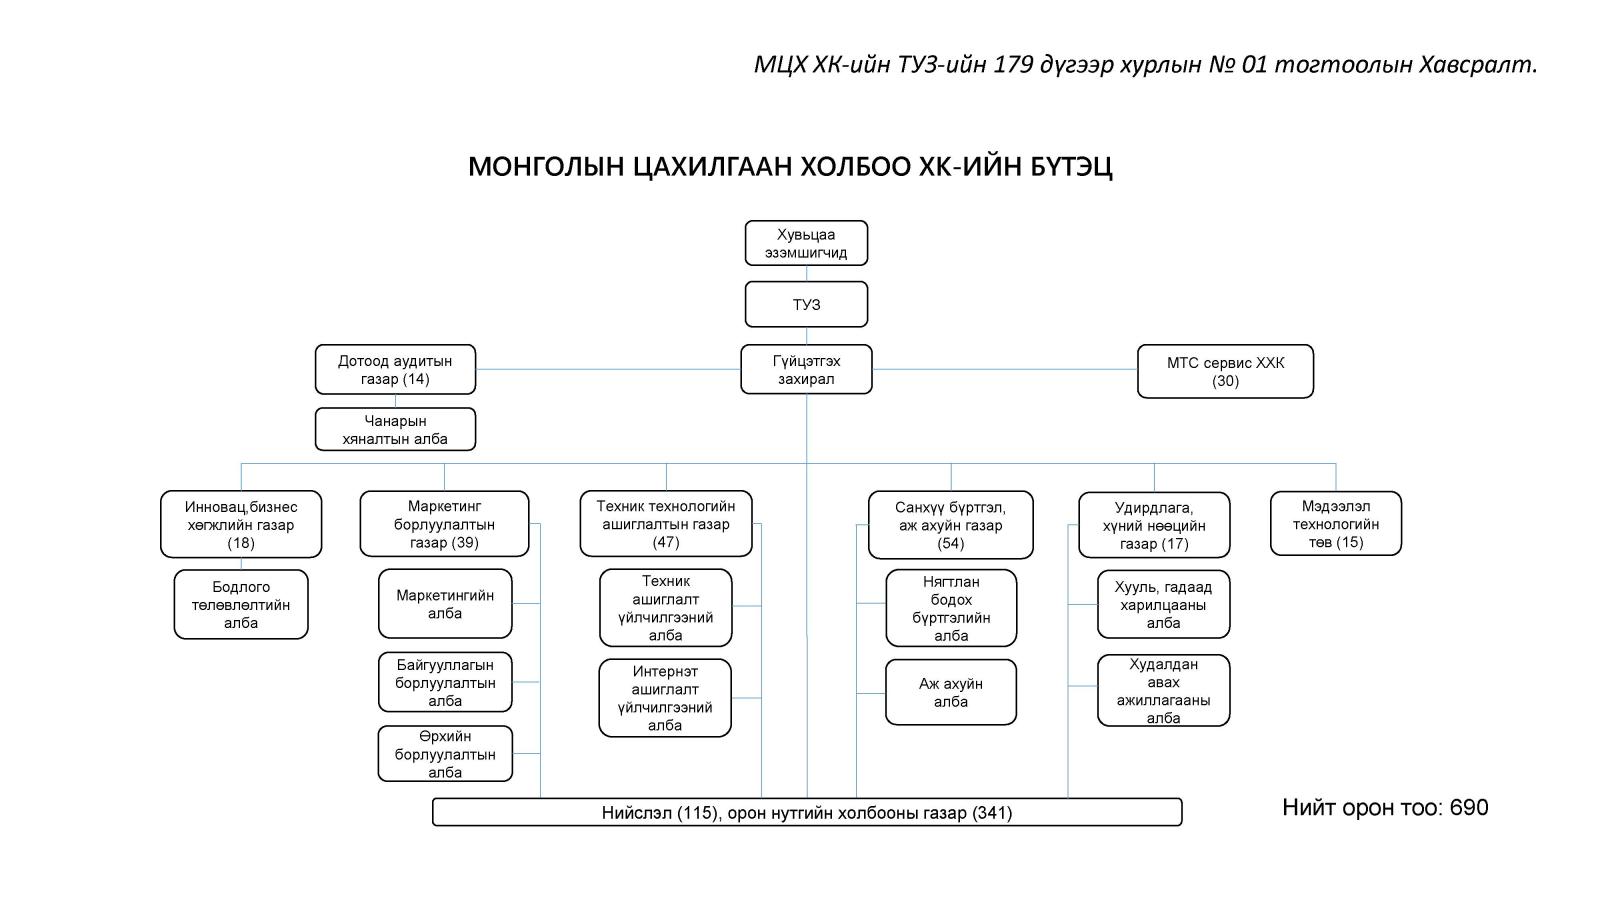 МЦХ ХК-ийн ТУЗ-ийн 179 дүгээр хурлын № 01 тогтоолын Хавсралт.
МОНГОЛЫН ЦАХИЛГААН ХОЛБОО ХК-ИЙН БҮТЭЦ
Хувьцаа
эзэмшигчид
ТУЗ
Дотоод аудитын
газар (14)
Гүйцэтгэх
захирал
МТС сервис ХХК
(30)
Чанарын
хяналтын алба
Инновац,бизнес
хөгжлийн газар
(18)
Маркетинг
борлуулалтын
газар (39)
Техник технологийн
ашиглалтын газар
(47)
Санхүү бүртгэл,
аж ахуйн газар
(54)
Удирдлага,
хүний нөөцийн
газар (17)
Мэдээлэл
технологийн
төв (15)
Бодлого
төлөвлөлтийн
алба
Маркетингийн
алба
Техник
ашиглалт
үйлчилгээний
алба
Нягтлан
бодох
бүртгэлийн
алба
Хууль, гадаад
харилцааны
алба
Байгууллагын
борлуулалтын
алба
Интернэт
ашиглалт
үйлчилгээний
алба
Аж ахуйн
алба
Худалдан
авах
ажиллагааны
алба
Өрхийн
борлуулалтын
алба
Нийслэл (115), орон нутгийн холбооны газар (341)
Нийт орон тоо: 690